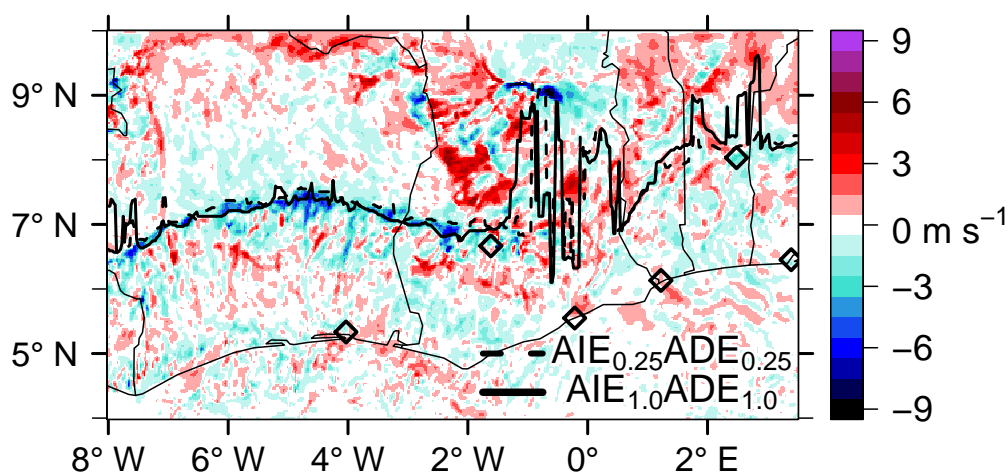 9
9° N
6
3
7° N
0 m s⁻¹
−3
−6
5° N
AIE₀.₂₅ADE₀.₂₅
AIE₁.₀ADE₁.₀
−9
8° W 6° W 4° W 2° W 0° 2° E